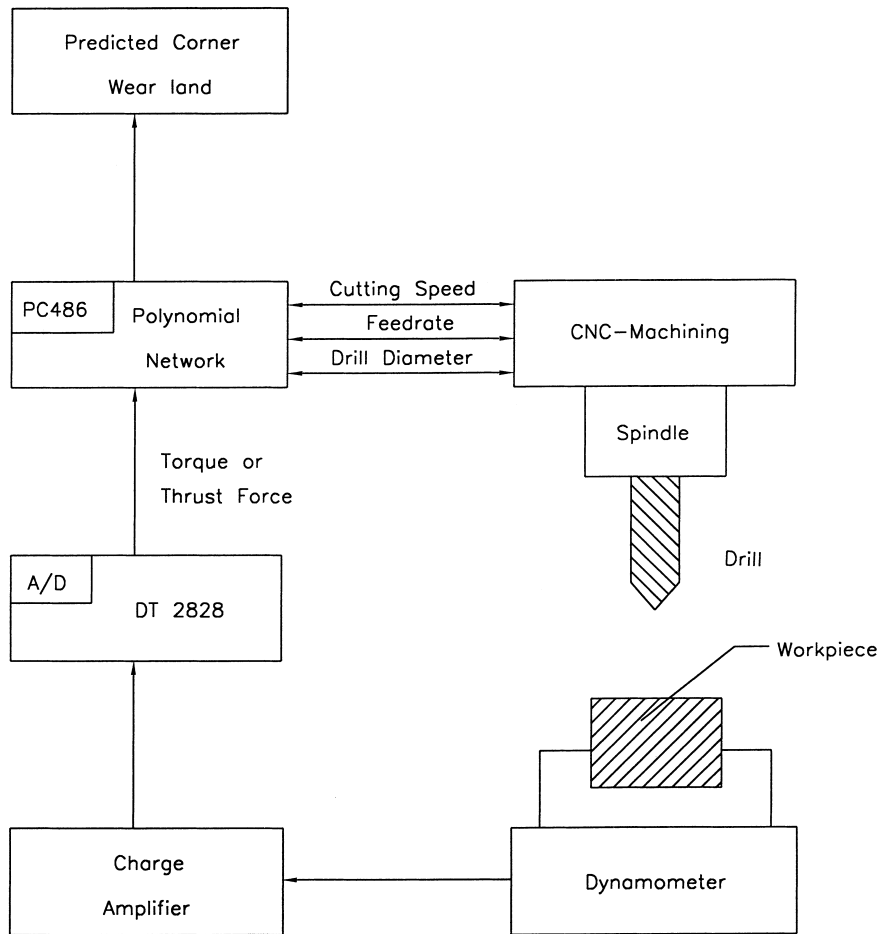 Predicted Corner
Wear land
PC486
Polynomial
Network
Cutting Speed
Feedrate
Drill Diameter
CNC-Machining
Spindle
Torque or
Thrust Force
Drill
A/D
DT 2828
Workpiece
Charge
Amplifier
Dynamometer